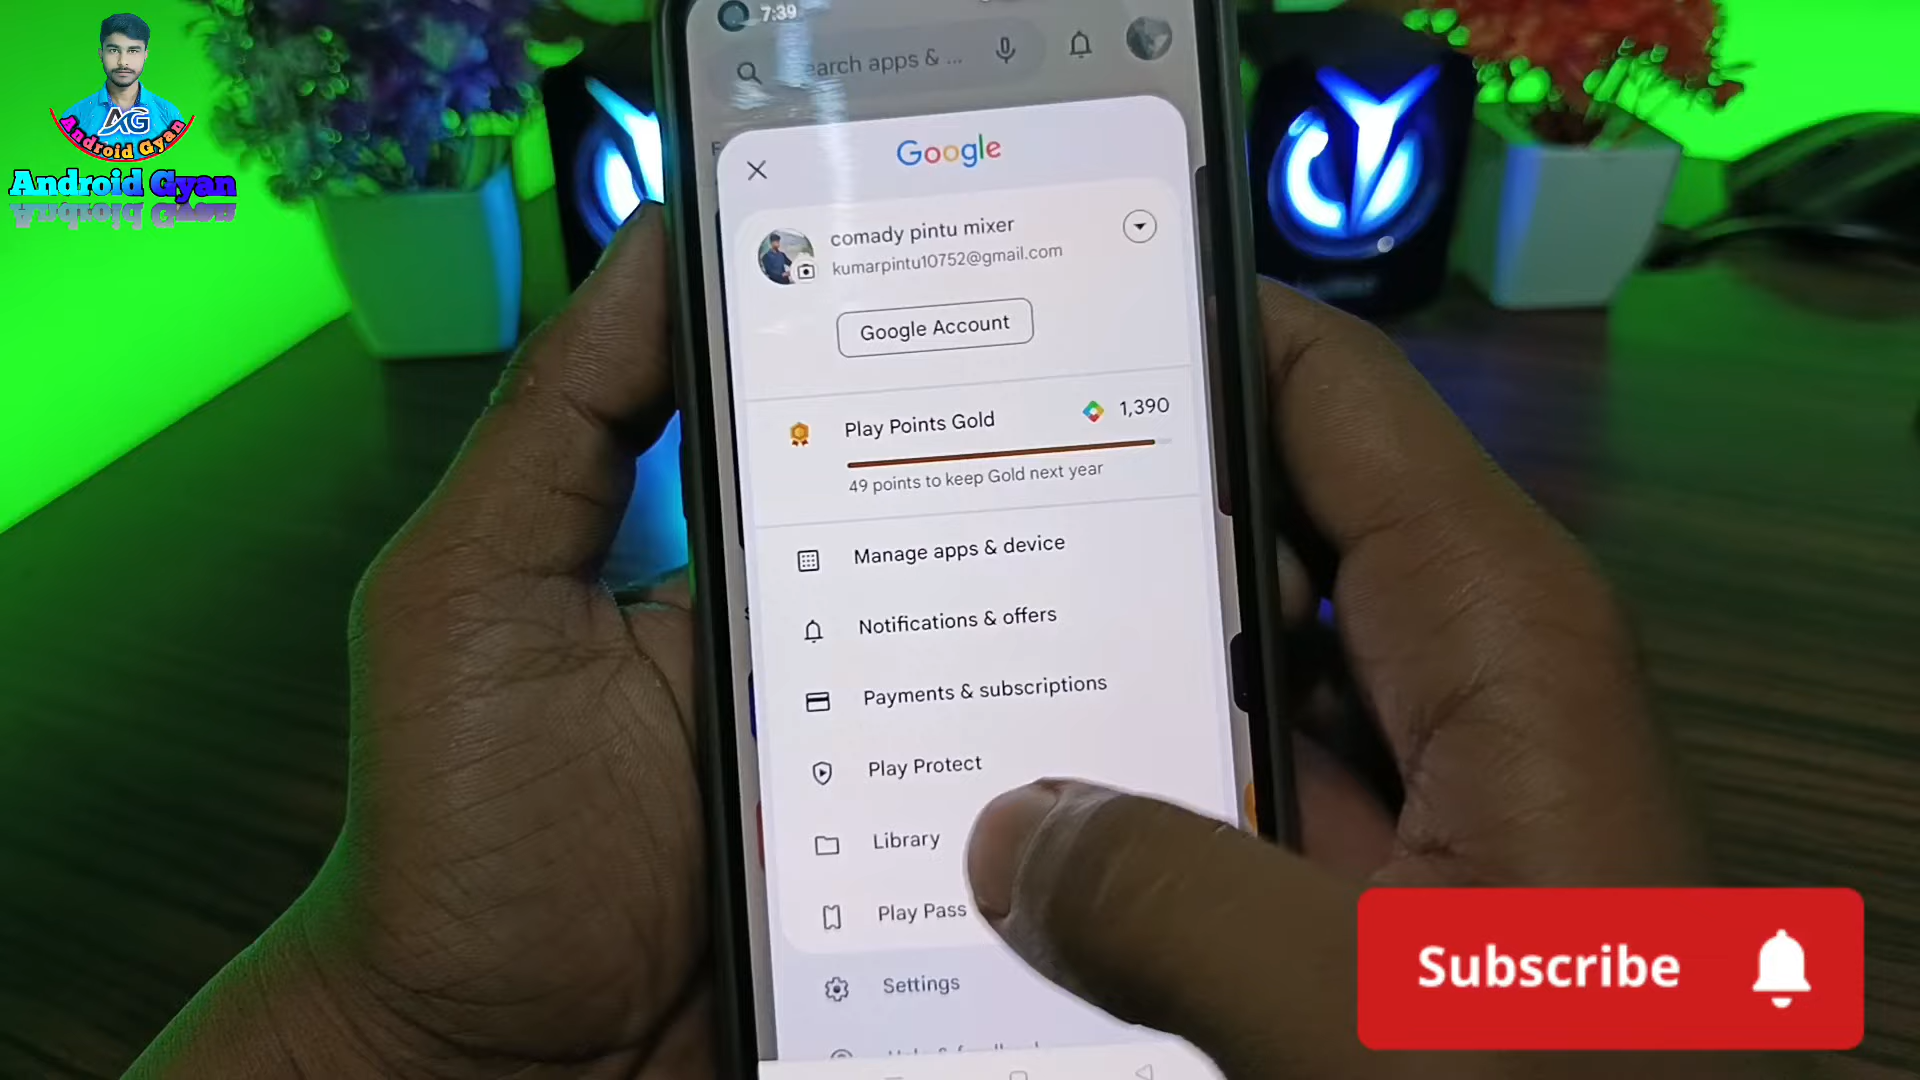 AG
Android Gyan
Android Gyan
7:39
earch apps & ...
Google
comady pintu mixer
kumarpintu10752@gmail.com
Google Account
Play Points Gold
1,390
49 points to keep Gold next year
Manage apps & device
Notifications & offers
Payments & subscriptions
Play Protect
Library
Play Pass
Settings
Subscribe